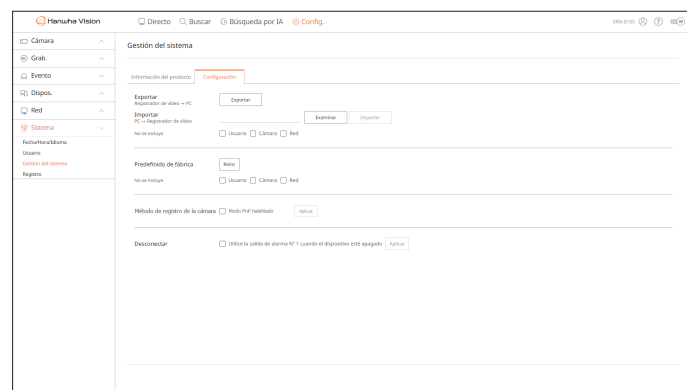 Hanwha Vision
Directo Buscar Búsqueda por IA Config.
XRN-815S
Cámara
Grab.
Evento
Dispos.
Red
Sistema
Fecha/Hora/Idioma
Usuario
Gestión del sistema
Registro
Gestión del sistema
Información del producto Configuración
Exportar
Registrador de vídeo → PC
Exportar
Importar
PC → Registrador de vídeo
Examinar Importar
No se incluye Usuario Cámara Red
Predefinido de fábrica Reinc
No se incluye Usuario Cámara Red
Método de registro de la cámara Modo PnP habilitado Aplicar
Desconectar Utilice la salida de alarma Nº 1 cuando el dispositivo esté apagado Aplicar